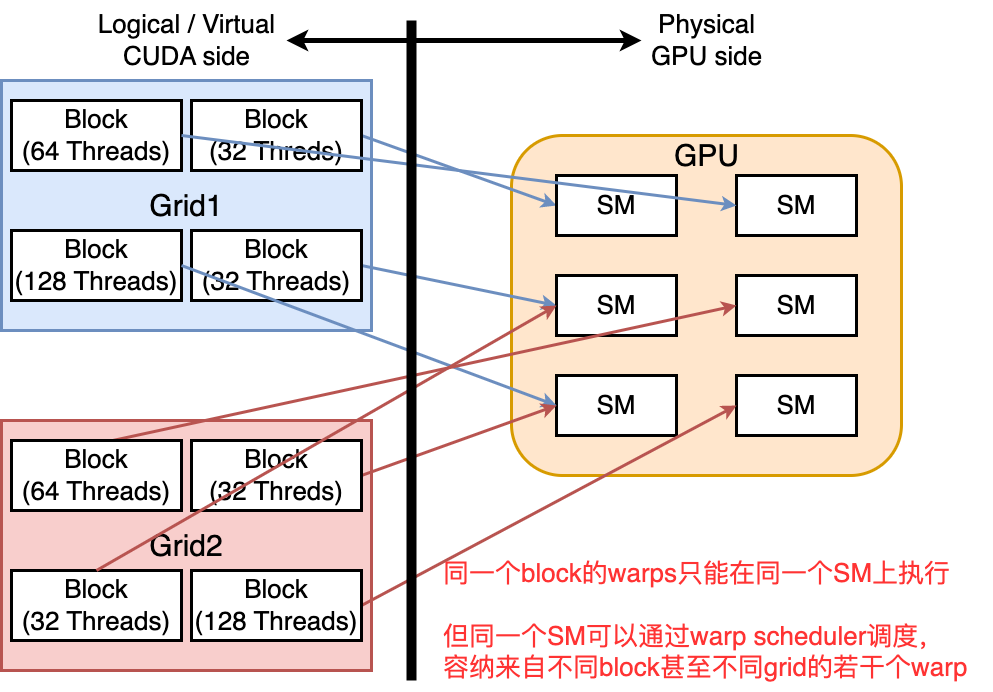 Logical / Virtual
CUDA side
Physical
GPU side
Block
(64 Threads)
Block
(32 Threds)
Grid1
Block
(128 Threads)
Block
(32 Threads)
GPU
SM
SM
SM
SM
SM
SM
Block
(64 Threads)
Block
(32 Threds)
Grid2
Block
(32 Threads)
Block
(128 Threads)
同一个block的warps只能在同一个SM上执行
但同一个SM可以通过warp scheduler调度,
容纳来自不同block甚至不同grid的若干个warp